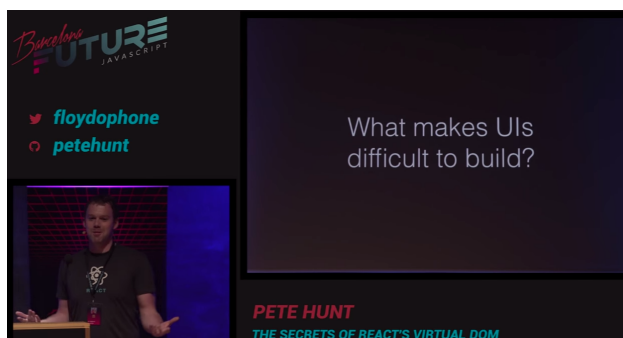 Barcelona
FUTURE
JAVASCRIPT
floydophone
petehunt
What makes UIs
difficult to build?
REACT
PETE HUNT
THE SECRETS OF REACT'S VIRTUAL DOM